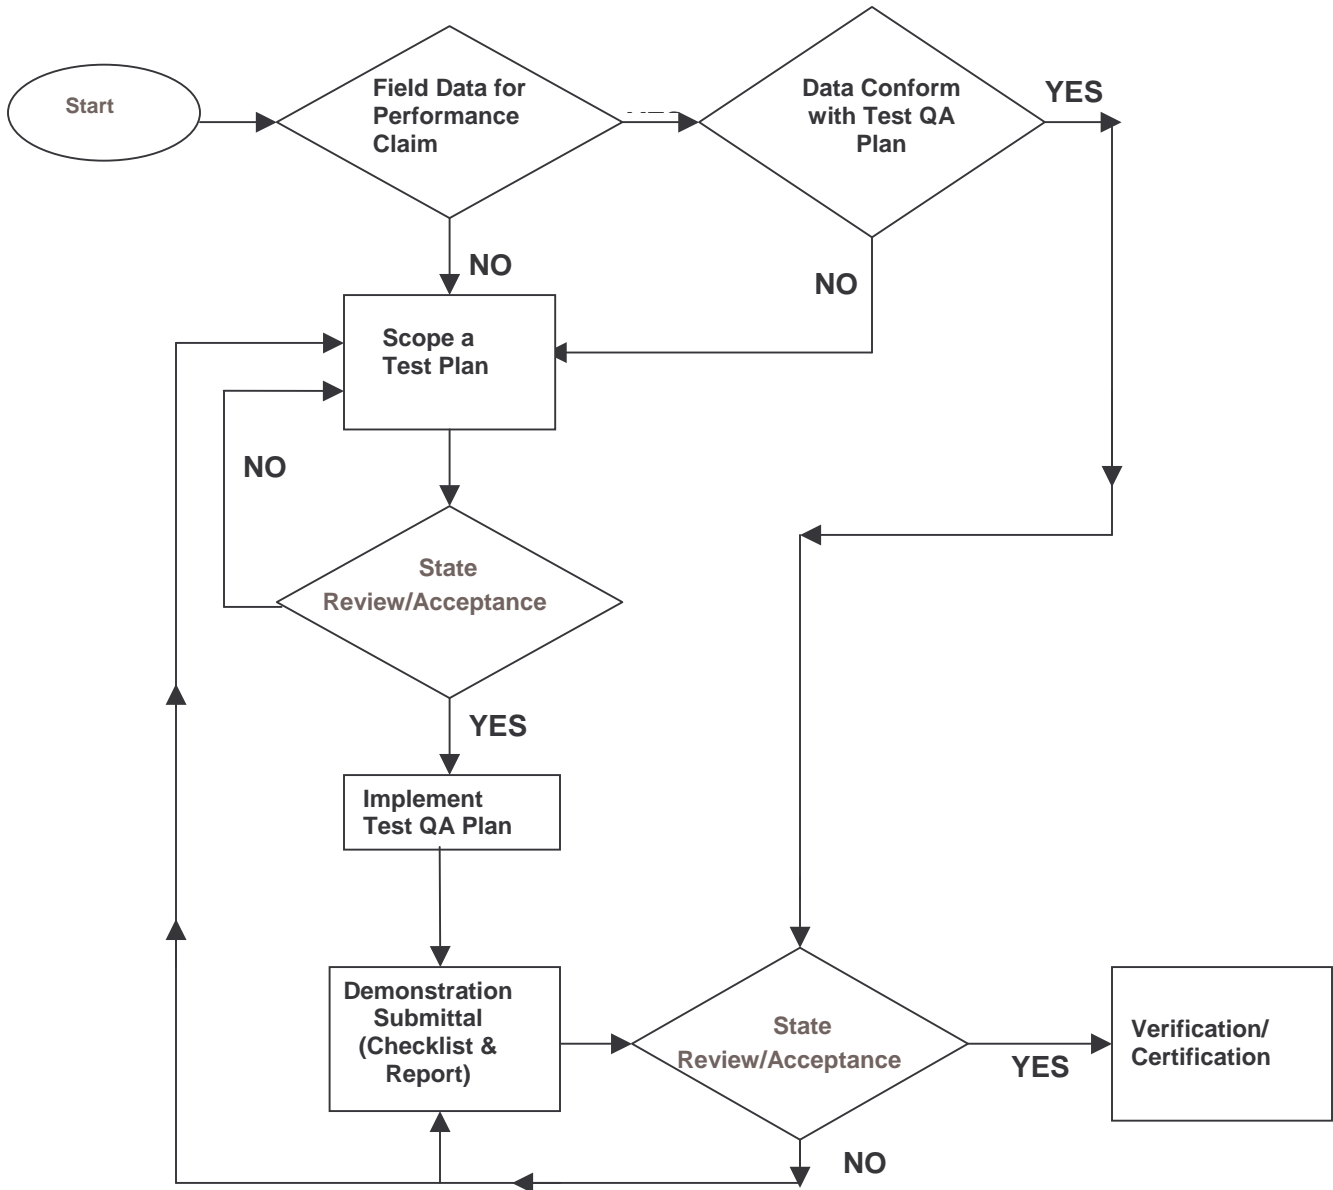 Start
Field Data for
Performance
Claim
Data Conform
with Test QA
Plan
YES
NO
NO
Scope a
Test Plan
NO
State
Review/Acceptance
YES
Implement
Test QA Plan
Demonstration
Submittal
(Checklist &
Report)
State
Review/Acceptance
YES
Verification/
Certification
NO